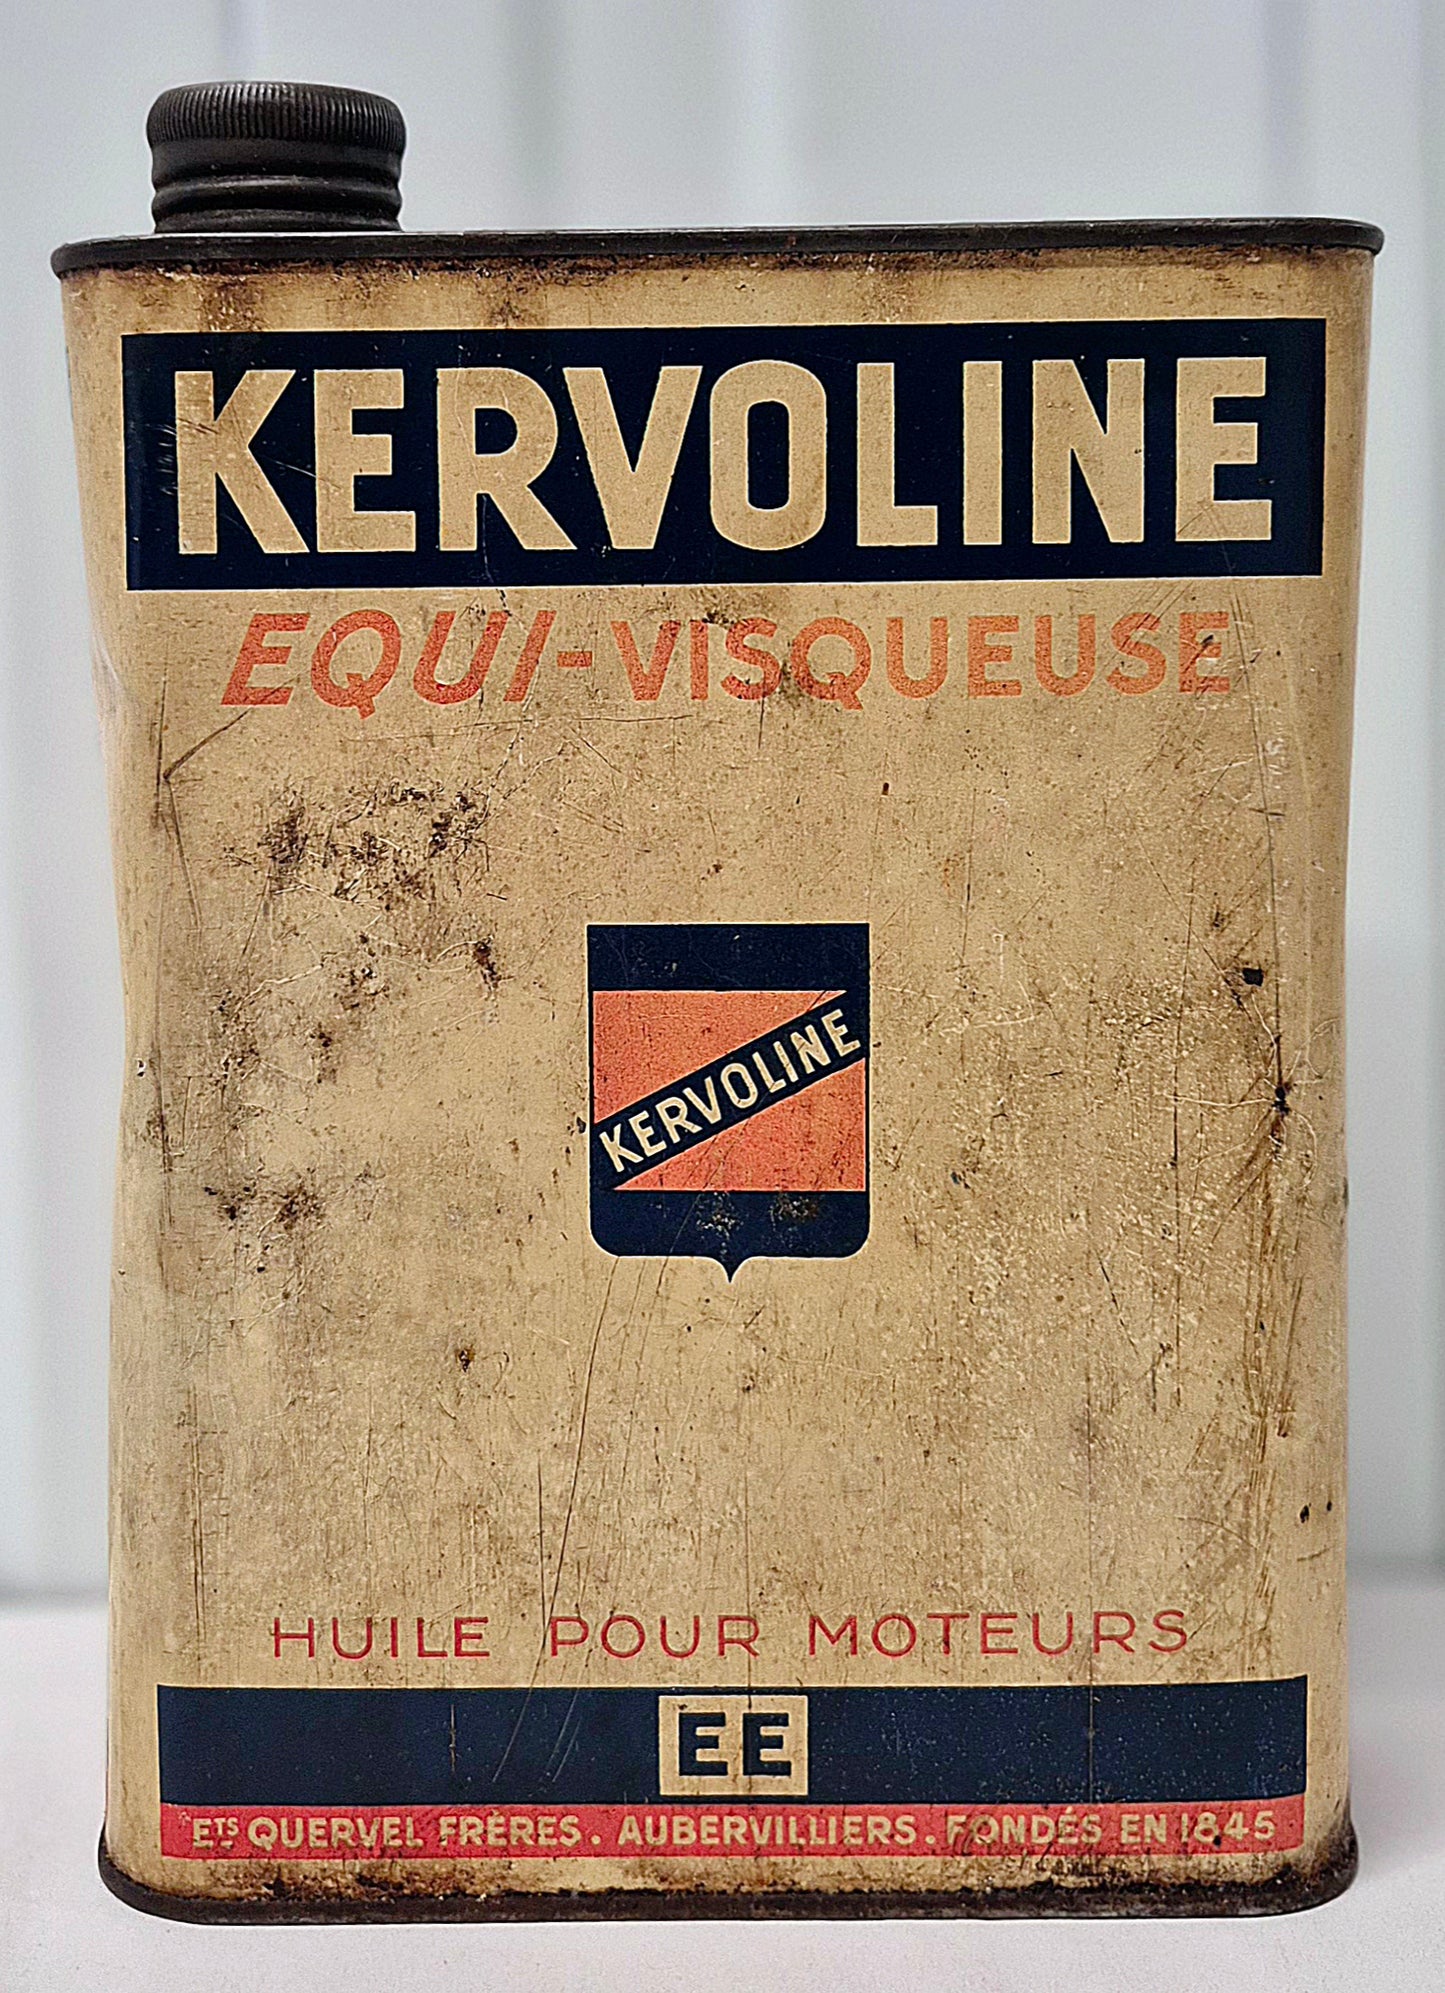 KERVOLINE
EQUI-VISQUEUSE
KERVOLINE
HUILE POUR MOTEURS
EE
ETS QUERVEL FRÈRES. AUBERVILLIERS. FONDÉS EN 1845